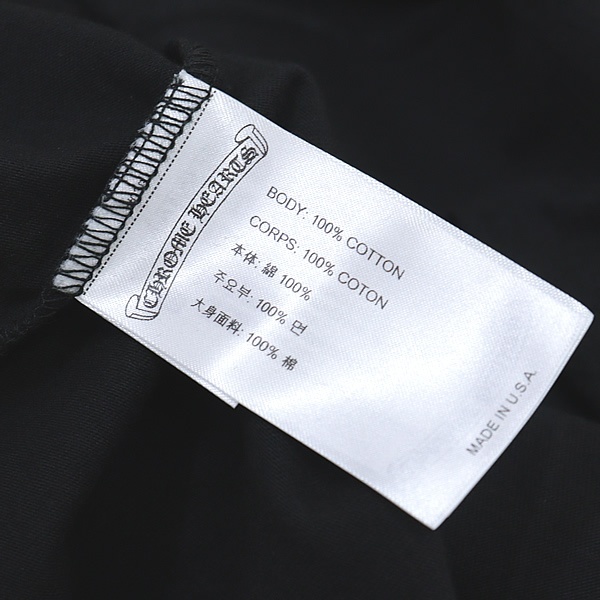 CHROME HEARTS
BODY: 100% COTTON
CORPS: 100% COTON
本体: 綿 100%
주요부: 100% 면
大身面料: 100% 棉
MADE IN U.S.A.